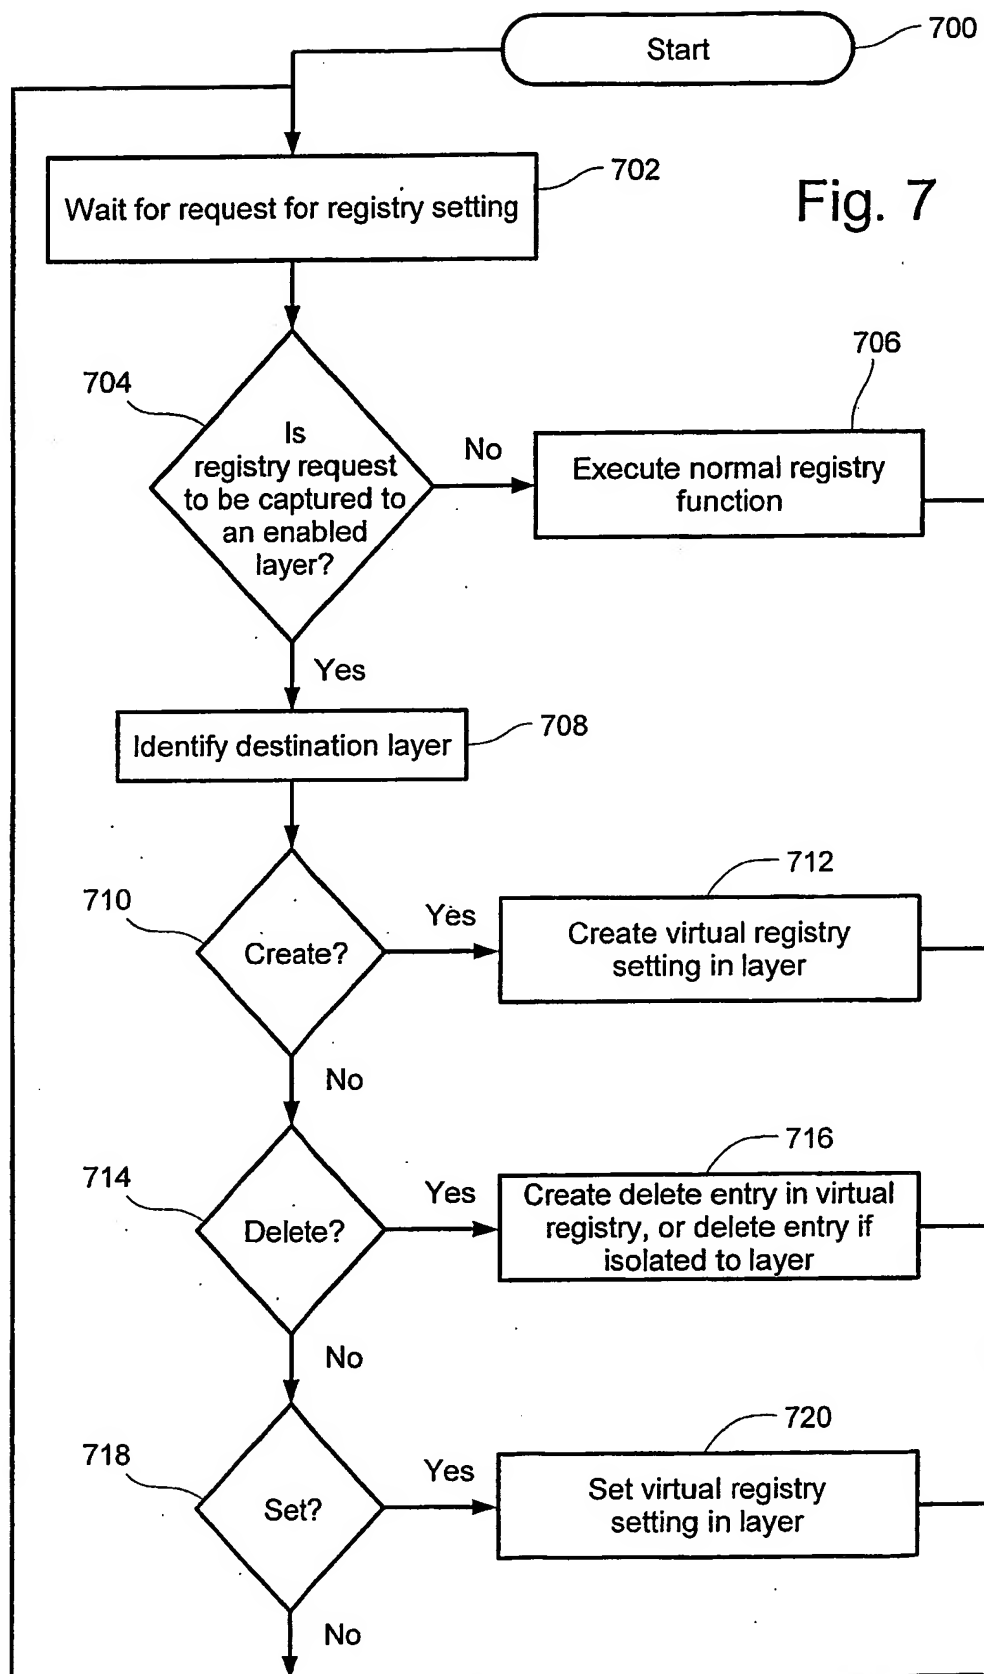 Start
700
702
Wait for request for registry setting
Fig. 7
704
Is
registry request
to be captured to
an enabled
layer?
No
706
Execute normal registry
function
Yes
Identify destination layer
708
710
Create?
Yes
712
Create virtual registry
setting in layer
No
714
Delete?
Yes
716
Create delete entry in virtual
registry, or delete entry if
isolated to layer
No
718
Set?
Yes
720
Set virtual registry
setting in layer
No